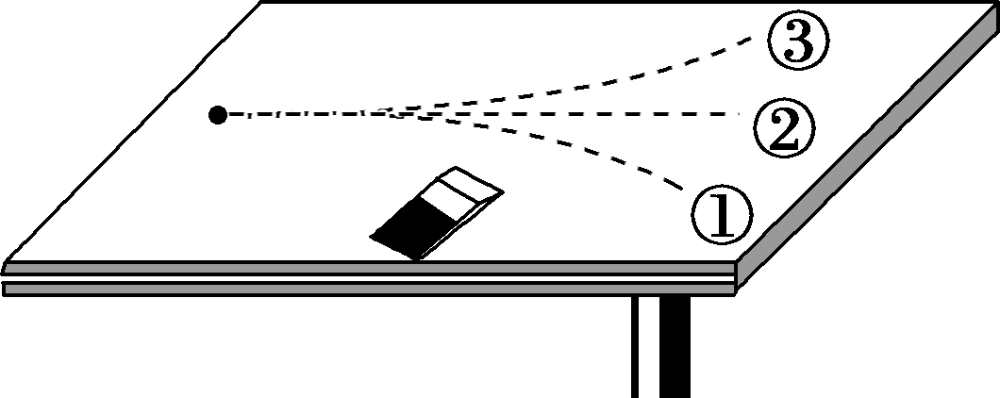 ③
②
①